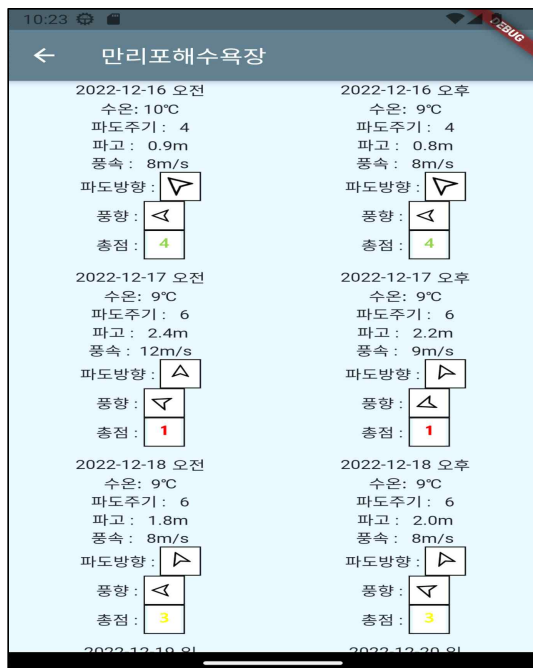 10:23
DEBUG
만리포해수욕장
2022-12-16 오전
수온: 10℃
파도주기 : 4
파고 : 0.9m
풍속 : 8m/s
파도방향 :
풍향 :
총점 : 4
2022-12-16 오후
수온: 9℃
파도주기 : 4
파고 : 0.8m
풍속 : 8m/s
파도방향 :
풍향 :
총점 : 4
2022-12-17 오전
수온: 9℃
파도주기 : 6
파고 : 2.4m
풍속 : 12m/s
파도방향 :
풍향 :
총점 : 1
2022-12-17 오후
수온: 9℃
파도주기 : 6
파고 : 2.2m
풍속 : 9m/s
파도방향 :
풍향 :
총점 : 1
2022-12-18 오전
수온: 9℃
파도주기 : 6
파고 : 1.8m
풍속 : 8m/s
파도방향 :
풍향 :
총점 : 3
2022-12-18 오후
수온: 9℃
파도주기 : 6
파고 : 2.0m
풍속 : 8m/s
파도방향 :
풍향 :
총점 : 3
2022-12-19
2022-12-20